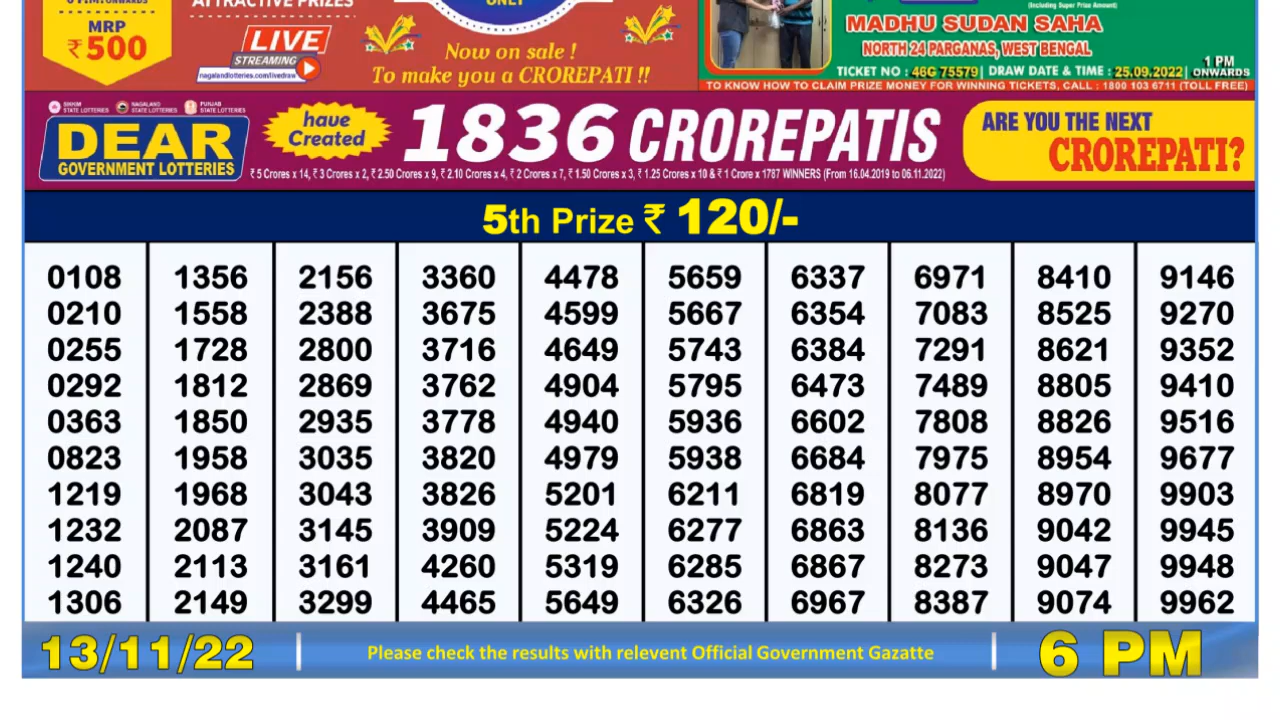 ATTRACTIVE PRIZES
ONLY
MRP
₹500
LIVE
STREAMING
nagalandlotteries.com/livedraw
Now on sale !
To make you a CROREPATI !!
(Including Super Prize Amount)
MADHU SUDAN SAHA
NORTH 24 PARGANAS, WEST BENGAL
TICKET NO : 46G 75579 | DRAW DATE & TIME : 25.09.2022 | 1 PM ONWARDS
TO KNOW HOW TO CLAIM PRIZE MONEY FOR WINNING TICKETS, CALL : 1800 103 6711 (TOLL FREE)
SIKKIM STATE LOTTERIES NAGALAND STATE LOTTERIES PUNJAB STATE LOTTERIES
DEAR
GOVERNMENT LOTTERIES
have
Created
1836 CROREPATIS
₹ 5 Crores x 14, ₹ 3 Crores x 2, ₹ 2.50 Crores x 9, ₹ 2.10 Crores x 4, ₹ 2 Crores x 7, ₹ 1.50 Crores x 3, ₹ 1.25 Crores x 10 & ₹ 1 Crore x 1787 WINNERS (From 16.04.2019 to 06.11.2022)
ARE YOU THE NEXT
CROREPATI?
5th Prize ₹ 120/-
0108 1356 2156 3360 4478 5659 6337 6971 8410 9146
0210 1558 2388 3675 4599 5667 6354 7083 8525 9270
0255 1728 2800 3716 4649 5743 6384 7291 8621 9352
0292 1812 2869 3762 4904 5795 6473 7489 8805 9410
0363 1850 2935 3778 4940 5936 6602 7808 8826 9516
0823 1958 3035 3820 4979 5938 6684 7975 8954 9677
1219 1968 3043 3826 5201 6211 6819 8077 8970 9903
1232 2087 3145 3909 5224 6277 6863 8136 9042 9945
1240 2113 3161 4260 5319 6285 6867 8273 9047 9948
1306 2149 3299 4465 5649 6326 6967 8387 9074 9962
13/11/22 | Please check the results with relevent Official Government Gazatte | 6 PM